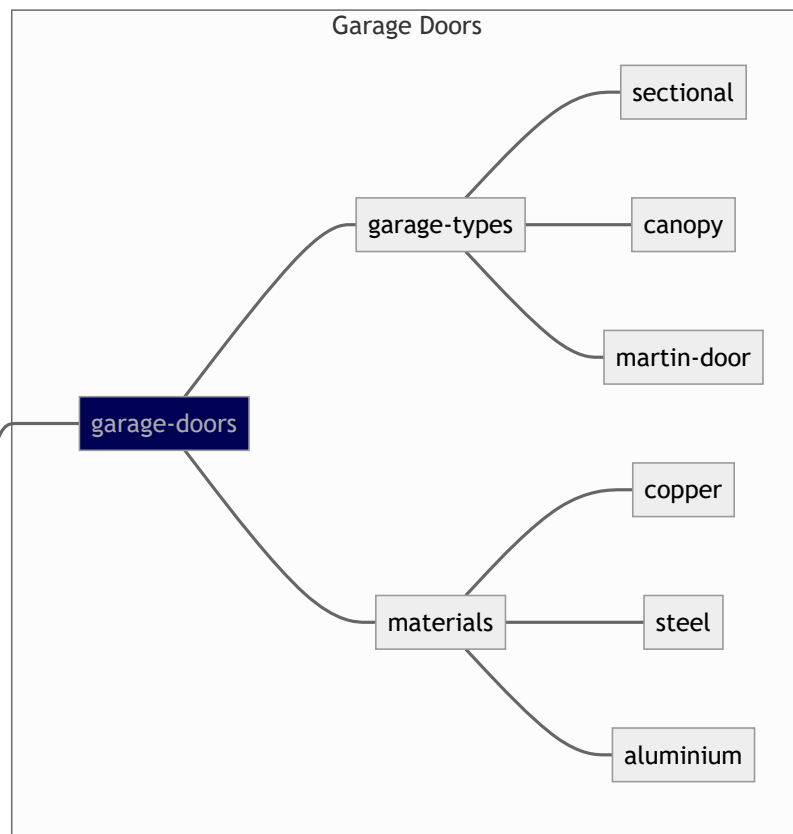 Garage Doors
sectional
garage-types
canopy
martin-door
garage-doors
copper
materials
steel
aluminium